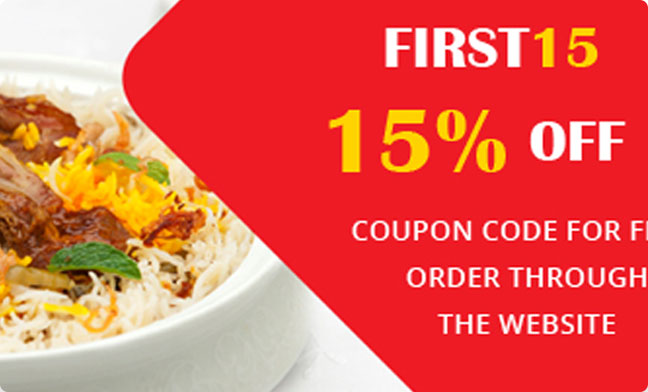 FIRST15
15% OFF
COUPON CODE FOR
ORDER THROUGH
THE WEBSITE